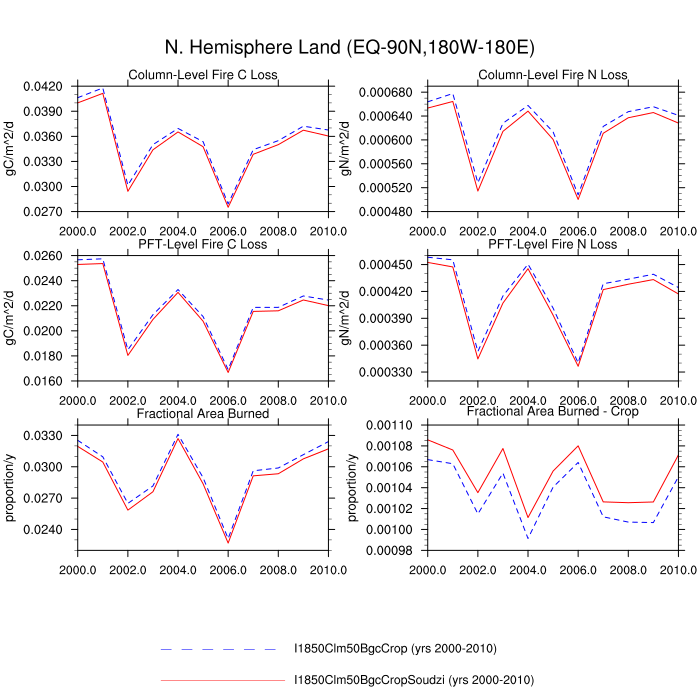 N. Hemisphere Land (EQ-90N,180W-180E)
Column-Level Fire C Loss
gC/m^2/d
0.0420
0.0390
0.0360
0.0330
0.0300
0.0270
2000.0 2002.0 2004.0 2006.0 2008.0 2010.0
Column-Level Fire N Loss
gN/m^2/d
0.000680
0.000640
0.000600
0.000560
0.000520
0.000480
2000.0 2002.0 2004.0 2006.0 2008.0 2010.0
PFT-Level Fire C Loss
gC/m^2/d
0.0260
0.0240
0.0220
0.0200
0.0180
0.0160
2000.0 2002.0 2004.0 2006.0 2008.0 2010.0
PFT-Level Fire N Loss
gN/m^2/d
0.000450
0.000420
0.000390
0.000360
0.000330
2000.0 2002.0 2004.0 2006.0 2008.0 2010.0
Fractional Area Burned
proportion/y
0.0330
0.0300
0.0270
0.0240
2000.0 2002.0 2004.0 2006.0 2008.0 2010.0
Fractional Area Burned - Crop
proportion/y
0.00110
0.00108
0.00106
0.00104
0.00102
0.00100
0.00098
2000.0 2002.0 2004.0 2006.0 2008.0 2010.0
I1850Clm50BgcCrop (yrs 2000-2010)
I1850Clm50BgcCropSoudzi (yrs 2000-2010)